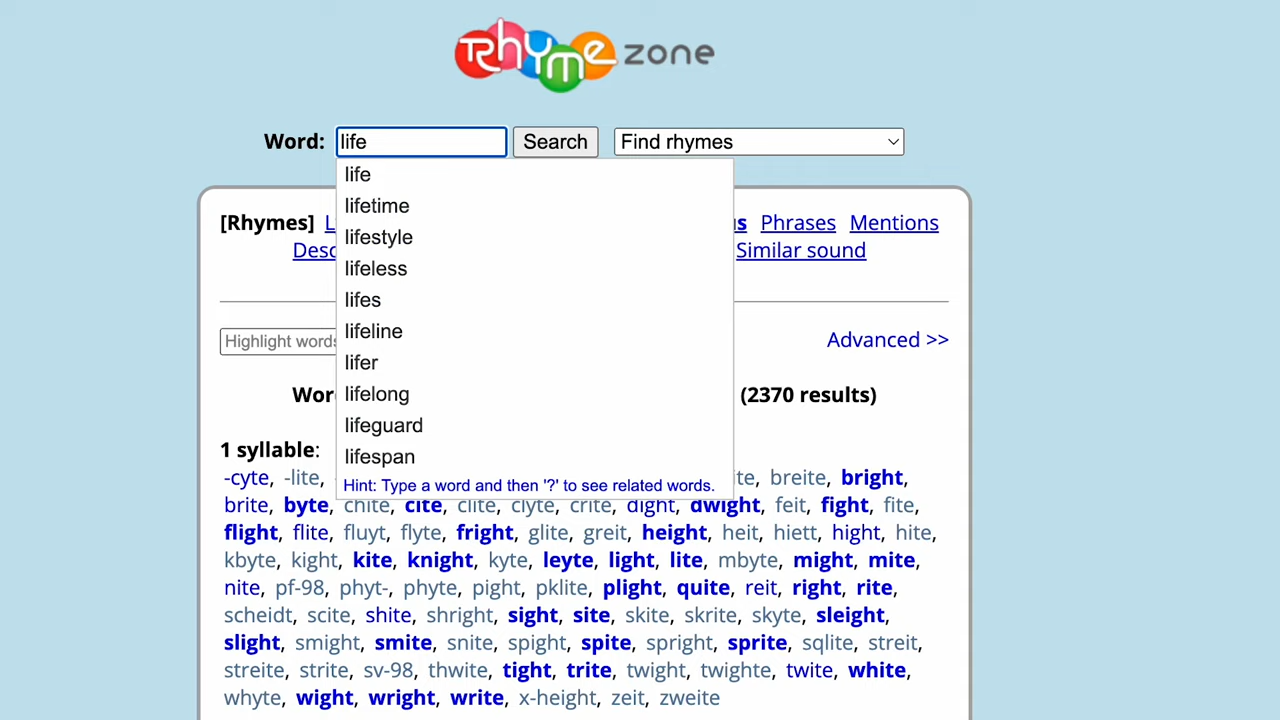 Rhyme zone
Word: life Search Find rhymes
life
lifetime
[Rhymes] L s Phrases Mentions
lifestyle
Desc Similar sound
lifeless
lifes
lifeline
Highlight words Advanced >>
lifer
lifelong
Wor (2370 results)
lifeguard
1 syllable: lifespan
-cyte, -lite, ite, breite, bright,
Hint: Type a word and then '?' to see related words.
brite, byte, chite, cite, clite, clyte, crite, dight, dwight, feit, fight, fite,
flight, flite, fluyt, flyte, fright, glite, greit, height, heit, hiett, hight, hite,
kbyte, kight, kite, knight, kyte, leyte, light, lite, mbyte, might, mite,
nite, pf-98, phyt-, phyte, pight, pklite, plight, quite, reit, right, rite,
scheidt, scite, shite, shright, sight, site, skite, skrite, skyte, sleight,
slight, smight, smite, snite, spight, spite, spright, sprite, sqlite, streit,
streite, strite, sv-98, thwite, tight, trite, twight, twighte, twite, white,
whyte, wight, wright, write, x-height, zeit, zweite